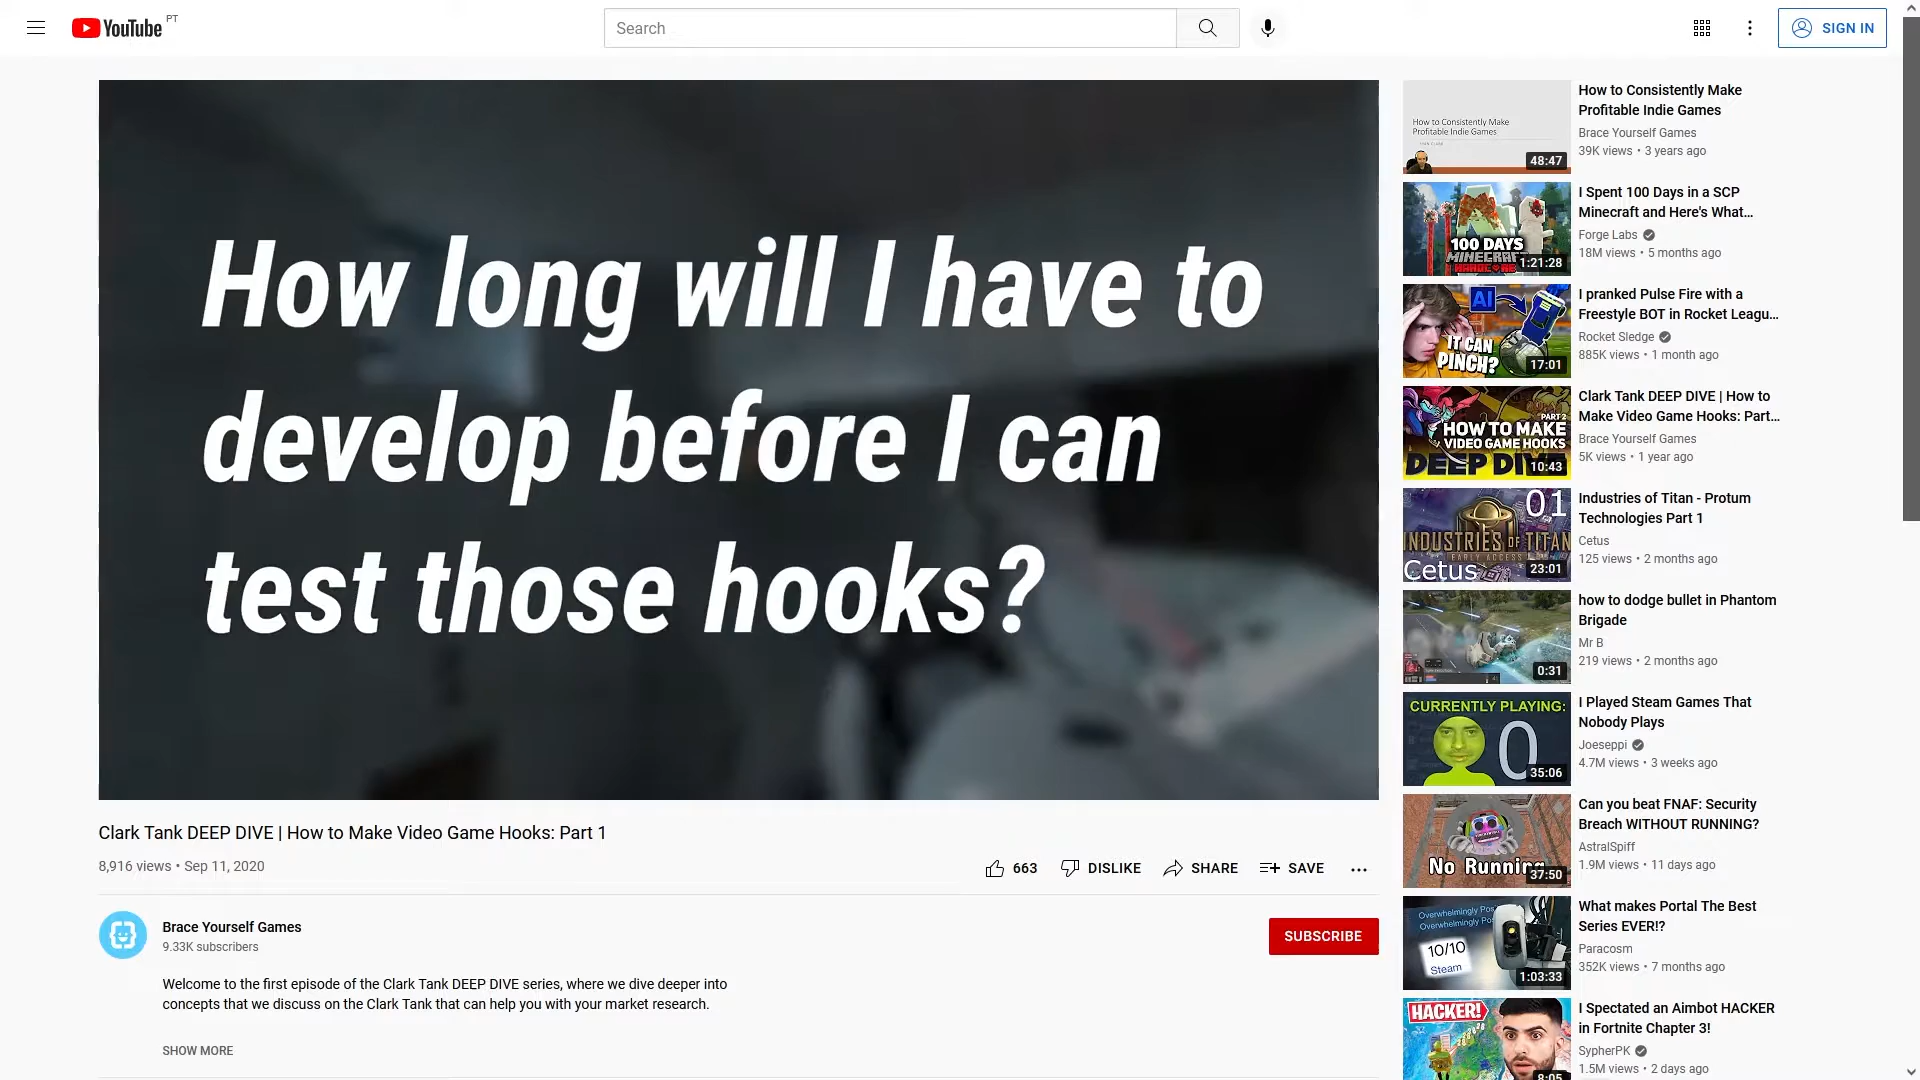 YouTube PT
Search
SIGN IN
How long will I have to
develop before I can
test those hooks?
Clark Tank DEEP DIVE | How to Make Video Game Hooks: Part 1
8,916 views • Sep 11, 2020
663
DISLIKE
SHARE
SAVE
Brace Yourself Games
9.33K subscribers
SUBSCRIBE
Welcome to the first episode of the Clark Tank DEEP DIVE series, where we dive deeper into
concepts that we discuss on the Clark Tank that can help you with your market research.
SHOW MORE
How to Consistently Make
Profitable Indie Games
48:47
How to Consistently Make
Profitable Indie Games
Brace Yourself Games
39K views • 3 years ago
100 DAYS
MINECRAFT
HARDCORE
1:21:28
I Spent 100 Days in a SCP
Minecraft and Here's What...
Forge Labs
18M views • 5 months ago
AI
IT CAN
PINCH?
17:01
I pranked Pulse Fire with a
Freestyle BOT in Rocket Leagu...
Rocket Sledge
885K views • 1 month ago
PART 2
HOW TO MAKE
VIDEO GAME HOOKS
DEEP DIVE
10:43
Clark Tank DEEP DIVE | How to
Make Video Game Hooks: Part...
Brace Yourself Games
5K views • 1 year ago
01
INDUSTRIES OF TITAN
EARLY ACCESS
Cetus
23:01
Industries of Titan - Protum
Technologies Part 1
Cetus
125 views • 2 months ago
0:31
how to dodge bullet in Phantom
Brigade
Mr B
219 views • 2 months ago
CURRENTLY PLAYING:
0
35:06
I Played Steam Games That
Nobody Plays
Joeseppi
4.7M views • 3 weeks ago
No Running
37:50
Can you beat FNAF: Security
Breach WITHOUT RUNNING?
AstralSpiff
1.9M views • 11 days ago
Overwhelmingly Pos
Overwhelmingly Pos
10/10
Steam
1:03:33
What makes Portal The Best
Series EVER!?
Paracosm
352K views • 7 months ago
HACKER!
8:05
I Spectated an Aimbot HACKER
in Fortnite Chapter 3!
SypherPK
1.5M views • 2 days ago